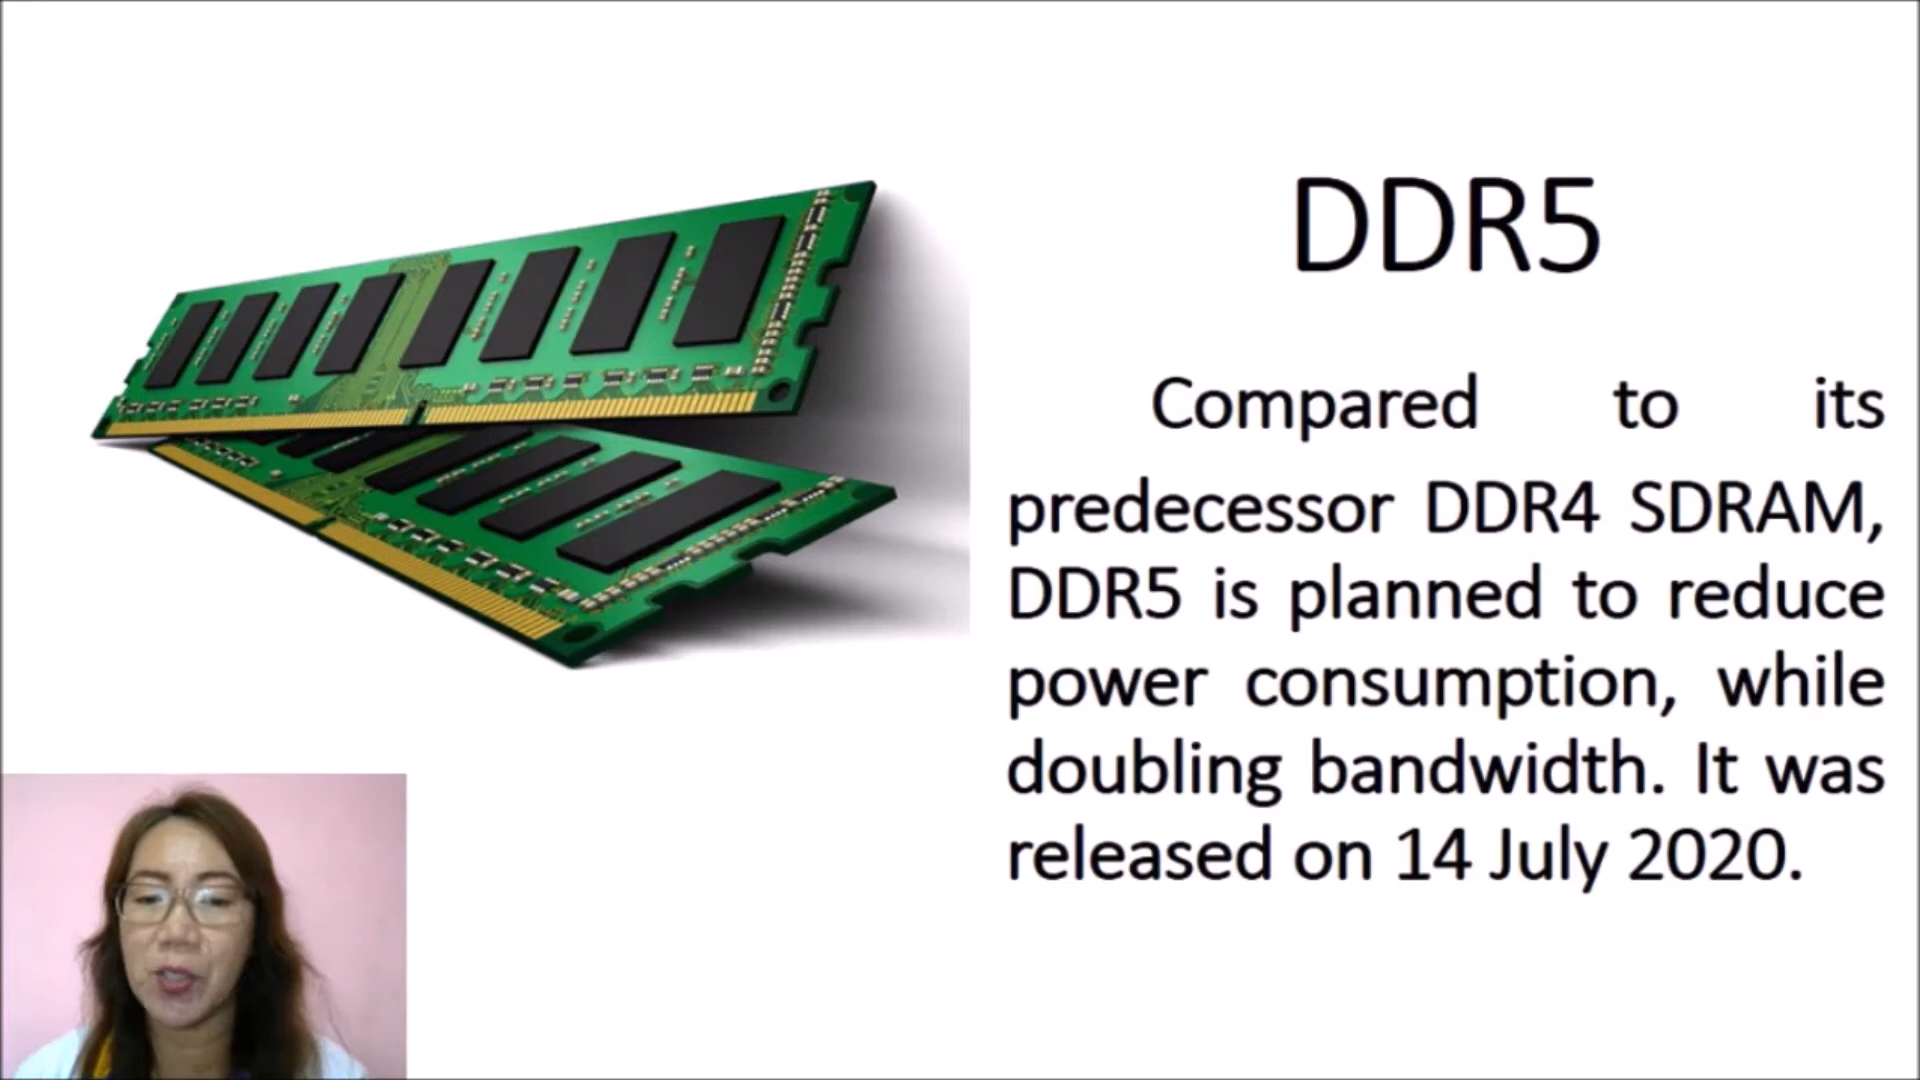 DDR5
Compared to its
predecessor DDR4 SDRAM,
DDR5 is planned to reduce
power consumption, while
doubling bandwidth. It was
released on 14 July 2020.